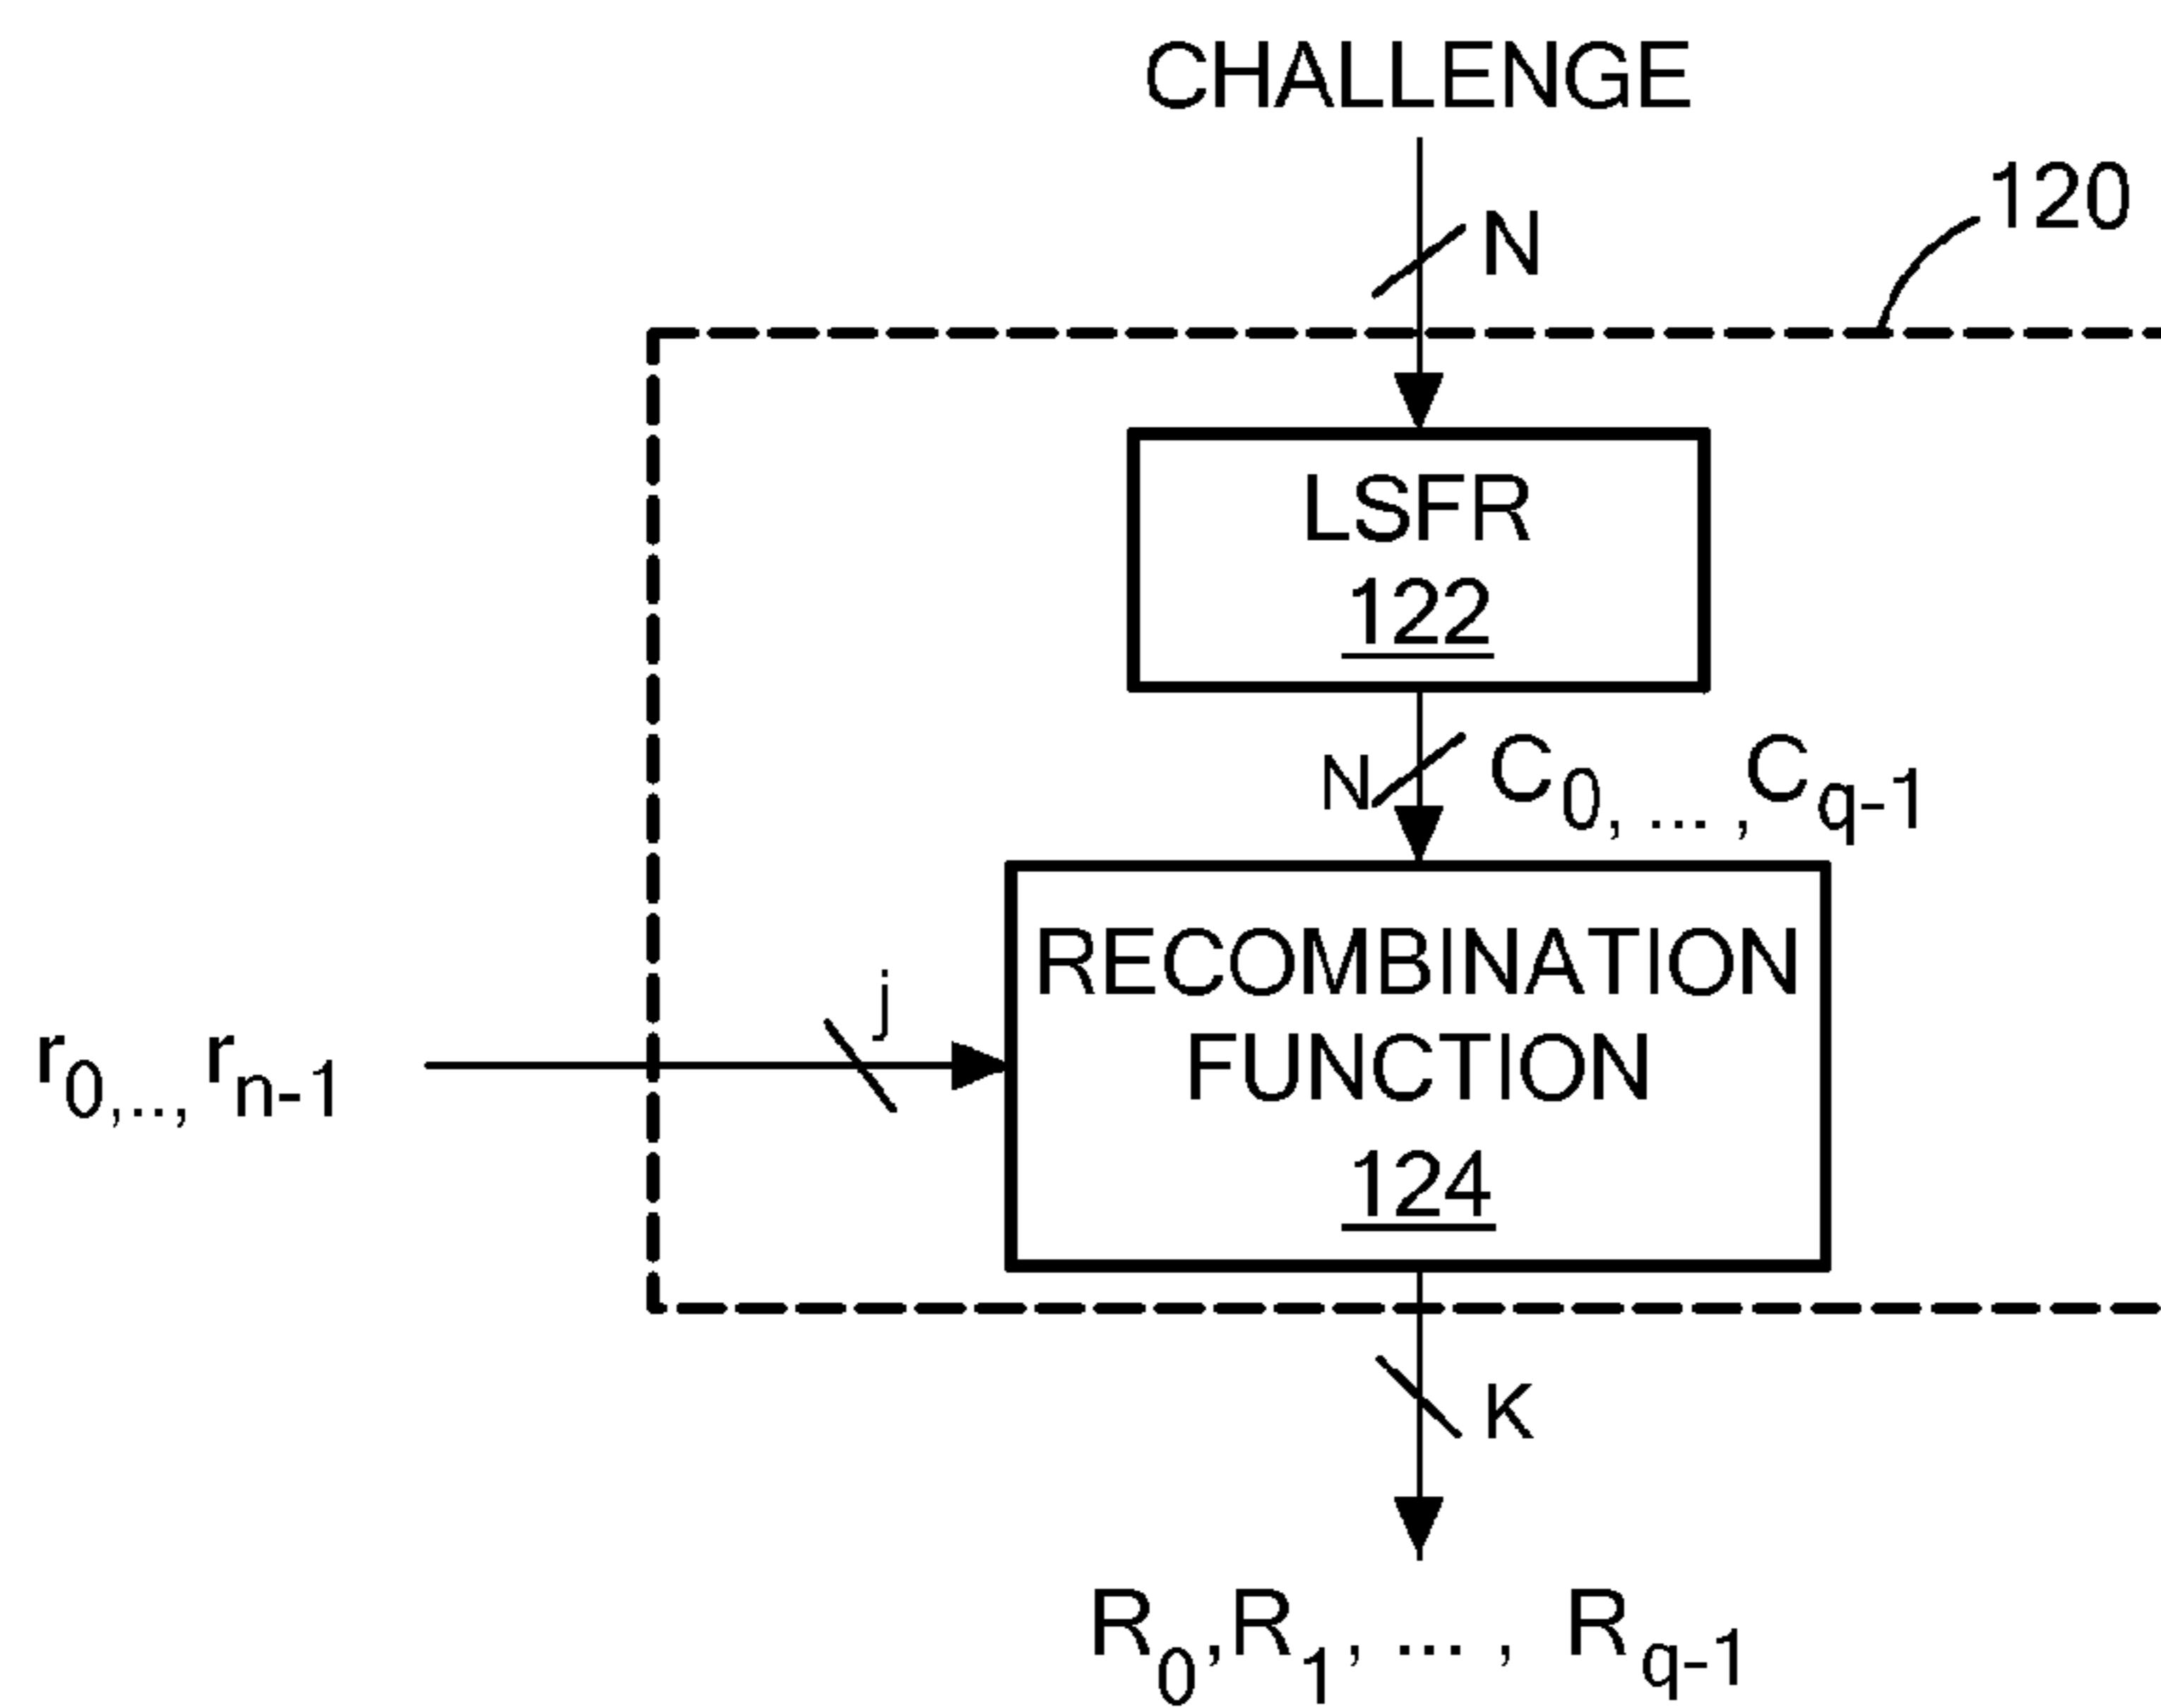 CHALLENGE
N
120
LSFR
122
N C0, ... ,Cq-1
RECOMBINATION
FUNCTION
124
j
r0,.., rn-1
K
R0,R1, ... , Rq-1